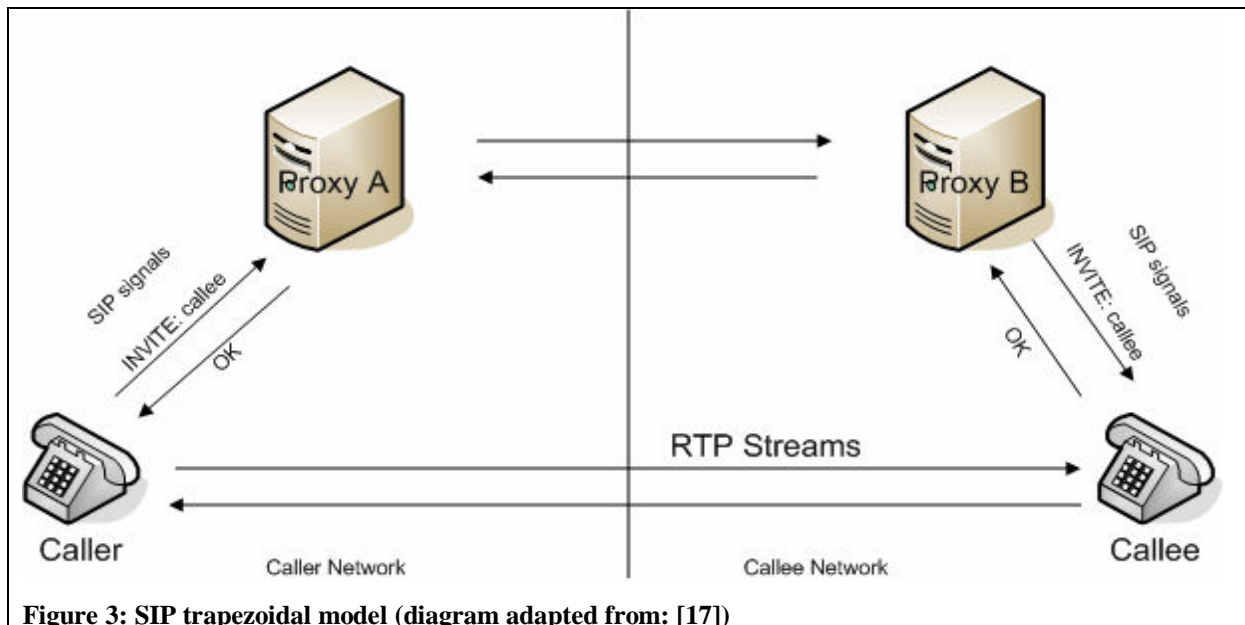 Proxy A
Proxy B
SIP signals
INVITE: callee
OK
SIP signals
INVITE: callee
OK
RTP Streams
Caller
Callee
Caller Network
Callee Network
Figure 3: SIP trapezoidal model (diagram adapted from: [17])